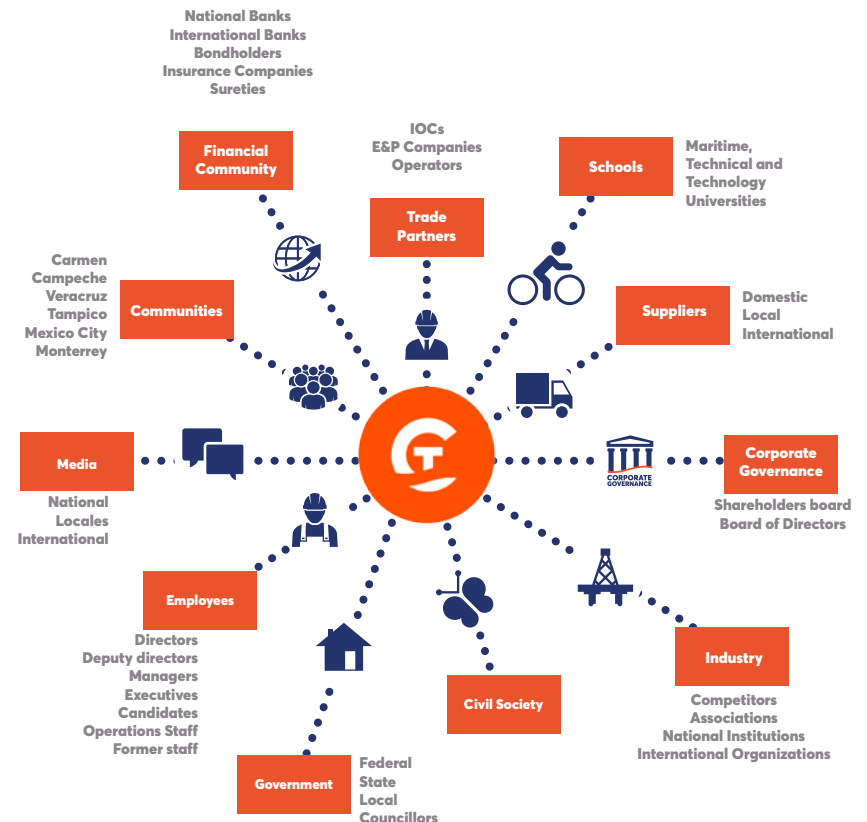 National Banks
International Banks
Bondholders
Insurance Companies
Sureties
Financial
Community
IOCs
E&P Companies
Operators
Trade
Partners
Schools
Maritime,
Technical and
Technology
Universities
Carmen
Campeche
Veracruz
Tampico
Mexico City
Monterrey
Communities
Suppliers
Domestic
Local
International
Media
National
Locales
International
CORPORATE
GOVERNANCE
Corporate
Governance
Shareholders board
Board of Directors
Employees
Directors
Deputy directors
Managers
Executives
Candidates
Operations Staff
Former staff
Government
Federal
State
Local
Councillors
Civil Society
Industry
Competitors
Associations
National Institutions
International Organizations